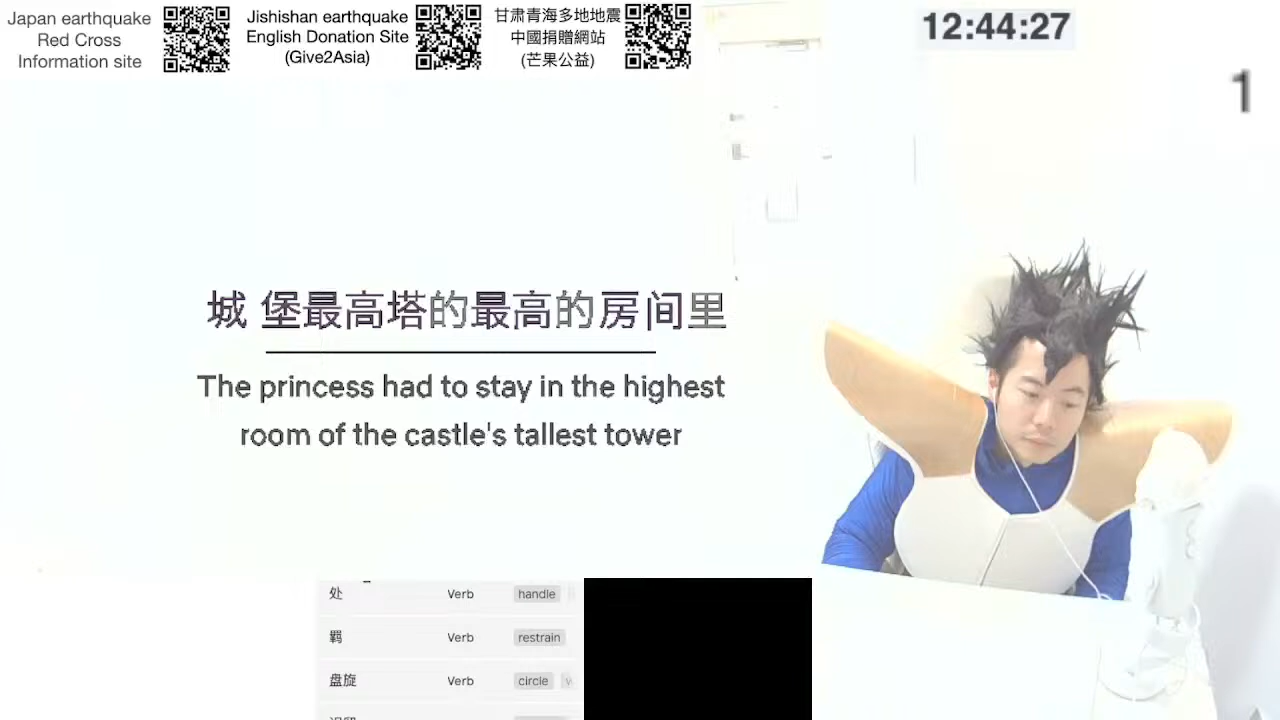 Japan earthquake
Red Cross
Information site
Jishishan earthquake
English Donation Site
(Give2Asia)
甘肃青海多地地震
中國捐贈網站
(芒果公益)
12:44:27
1
城 堡最高塔的最高的房间里
The princess had to stay in the highest
room of the castle's tallest tower
处 Verb handle
羁 Verb restrain
盘旋 Verb circle